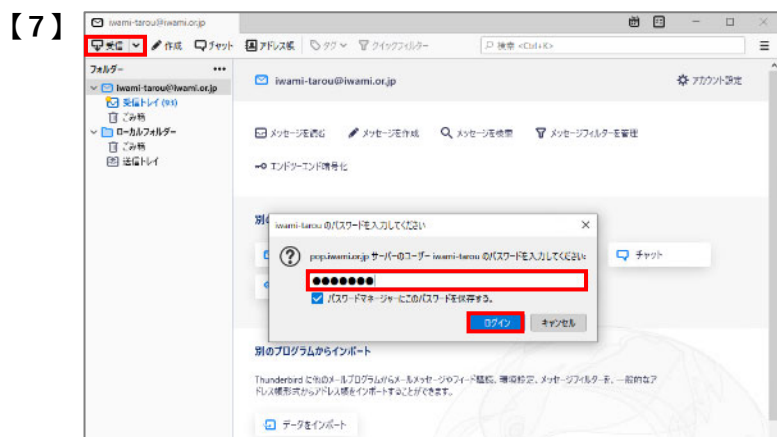 【7】
iwami-tarou@iwami.or.jp
受信 作成 チャット アドレス帳 タグ クイックフィルター 検索 <Ctrl+K>
フォルダー •••
iwami-tarou@iwami.or.jp
受信トレイ (93)
ごみ箱
ローカルフォルダー
ごみ箱
送信トレイ
iwami-tarou@iwami.or.jp アカウント設定
メッセージを読む メッセージを作成 メッセージを検索 メッセージフィルターを管理
エンドツーエンド暗号化
別の
iwami-tarou のパスワードを入力してください
pop.iwami.or.jp サーバーのユーザー iwami-tarou のパスワードを入力してください:
●●●●●●●
パスワードマネージャーにこのパスワードを保存する。
ログイン キャンセル
チャット
別のプログラムからインポート
Thunderbird に他のメールプログラムからメールメッセージやフィード購読、環境設定、メッセージフィルターを、一般的なア
ドレス帳形式からアドレス帳をインポートすることができます。
データをインポート